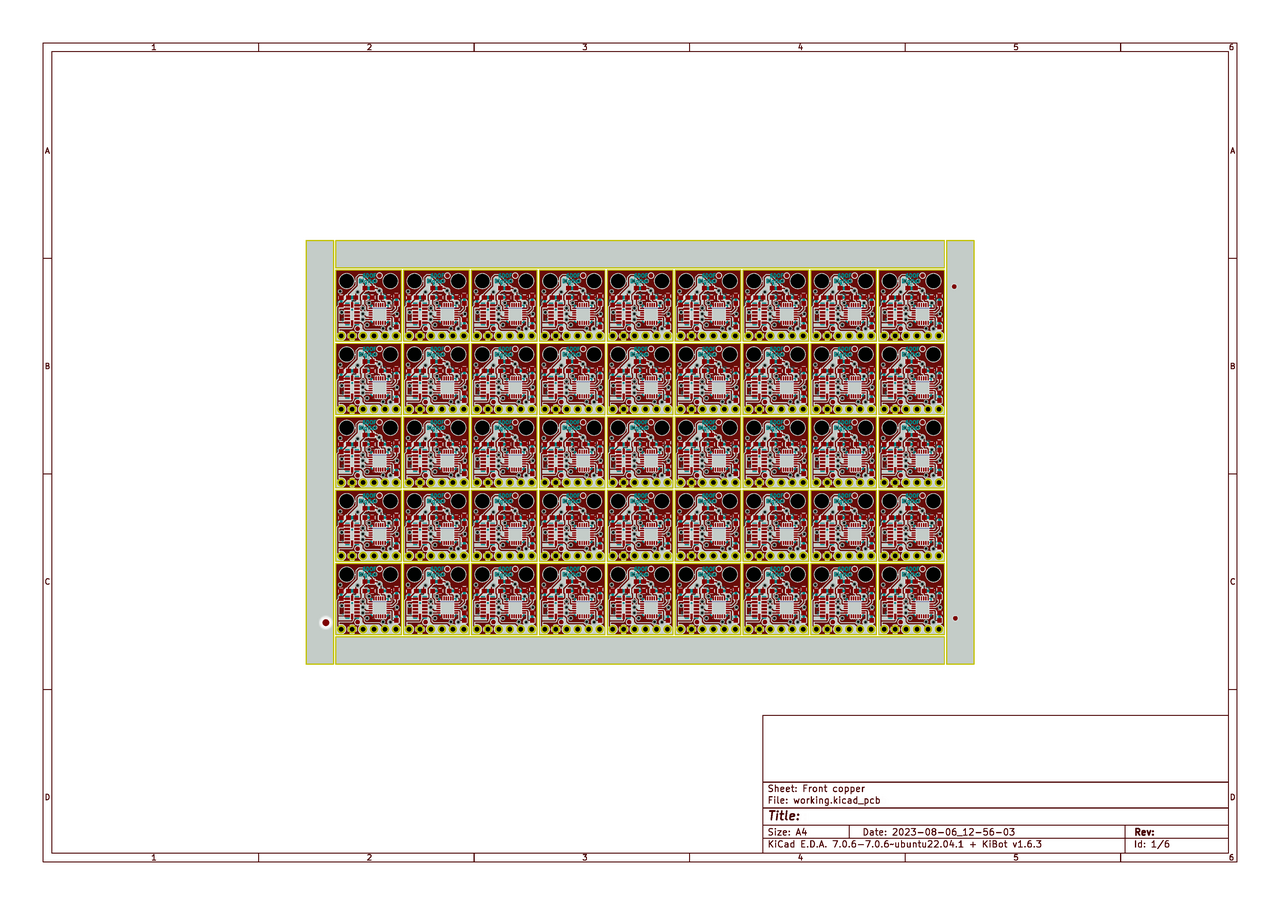 1 2 3 4 5 6
A A
B B
C C
D D
Sheet: Front copper
File: working.kicad_pcb
Title:
Size: A4 Date: 2023-08-06_12-56-03 Rev:
KiCad E.D.A. 7.0.6-7.0.6~ubuntu22.04.1 + KiBot v1.6.3 Id: 1/6
1 2 3 4 5 6